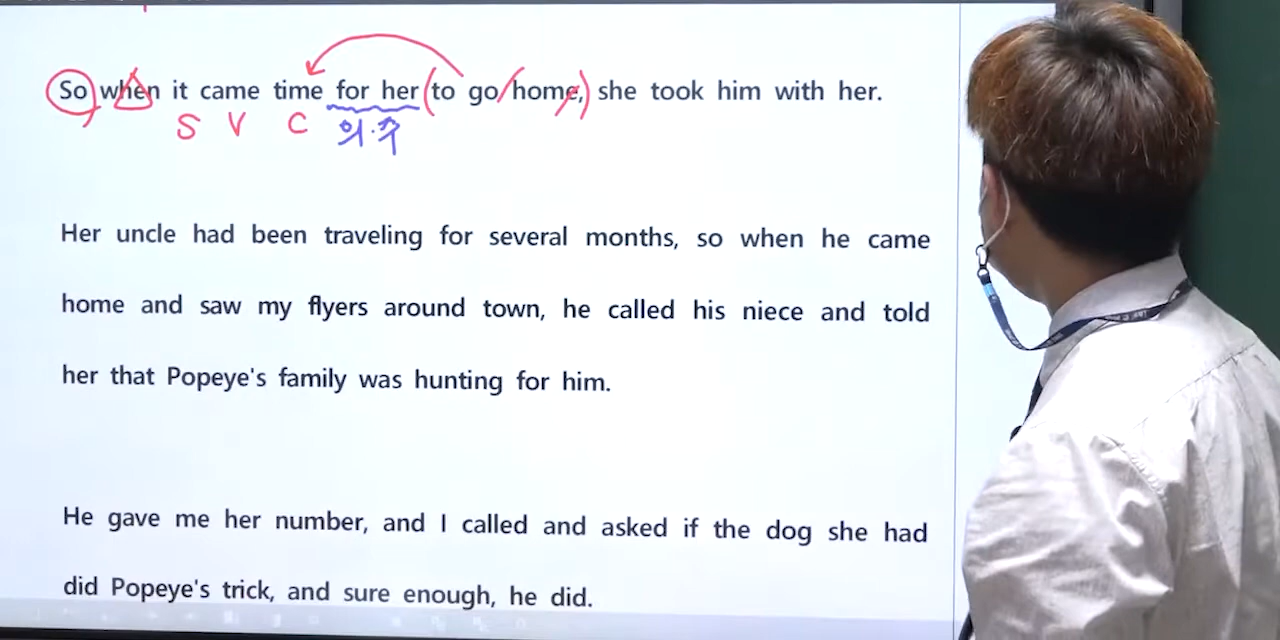 So when it came time for her to go home, she took him with her.
S V C 의.주
Her uncle had been traveling for several months, so when he came
home and saw my flyers around town, he called his niece and told
her that Popeye's family was hunting for him.
He gave me her number, and I called and asked if the dog she had
did Popeye's trick, and sure enough, he did.